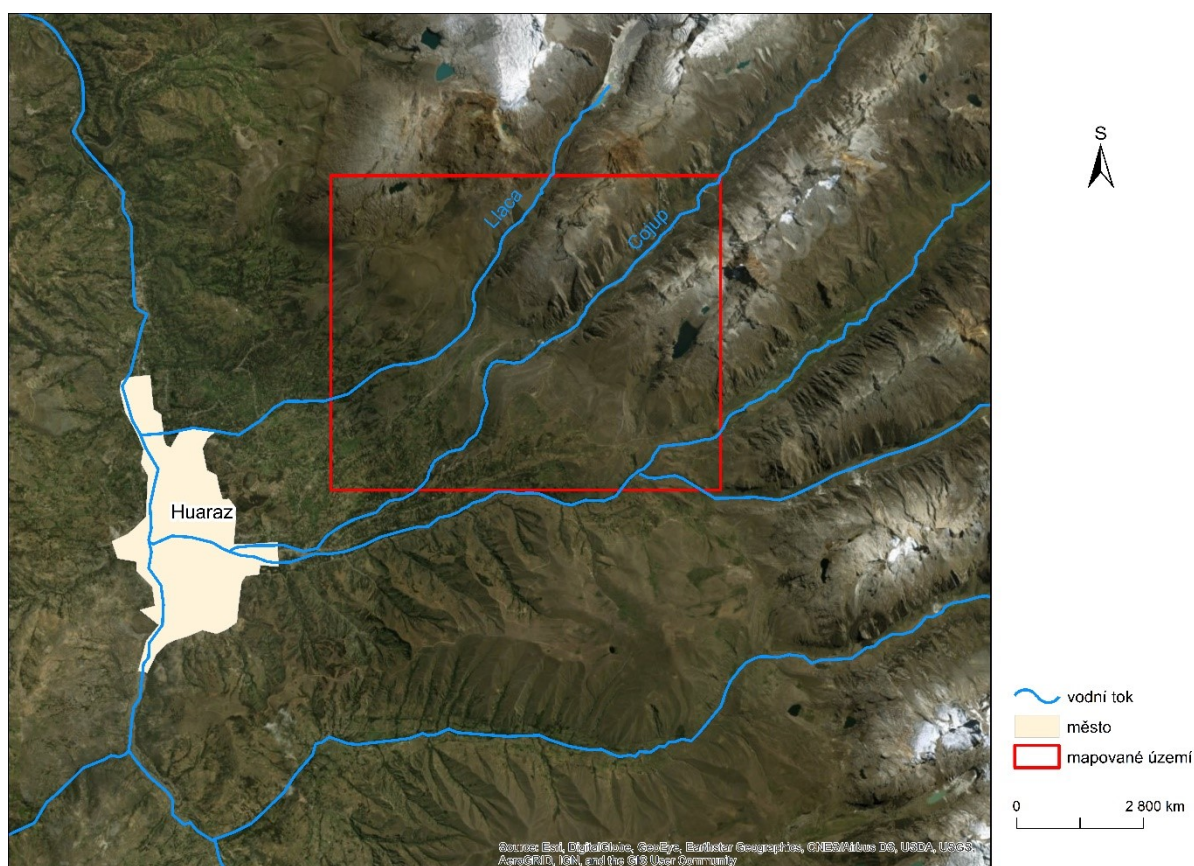 S
Llaca
Cojup
Huaraz
vodní tok
město
mapované území
0 2 800 km
Source: Esri, DigitalGlobe, GeoEye, Earthstar Geographics, CNES/Airbus DS, USDA, USGS,
AeroGRID, IGN, and the GIS User Community